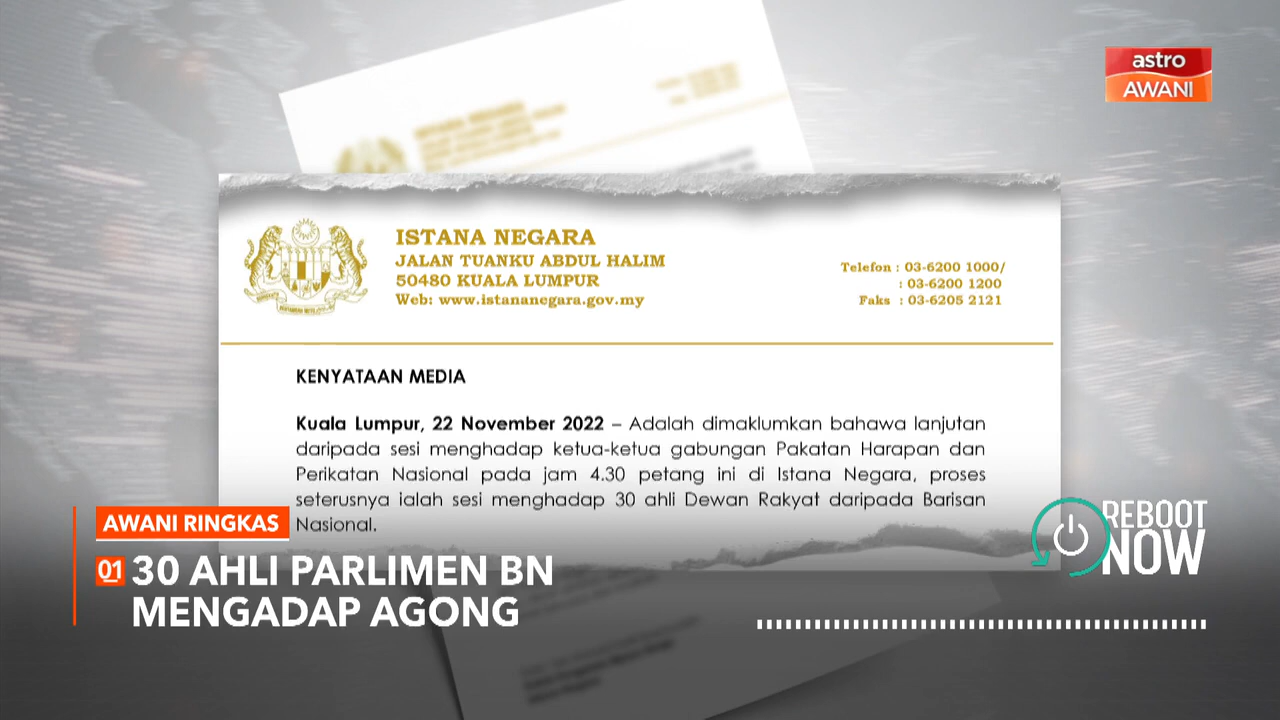 astro
AWANI
ISTANA NEGARA
JALAN TUANKU ABDUL HALIM
50480 KUALA LUMPUR
Web: www.istananegara.gov.my
Telefon : 03-6200 1000/
: 03-6200 1200
Faks : 03-6205 2121
KENYATAAN MEDIA
Kuala Lumpur, 22 November 2022 – Adalah dimaklumkan bahawa lanjutan
daripada sesi menghadap ketua-ketua gabungan Pakatan Harapan dan
Perikatan Nasional pada jam 4.30 petang ini di Istana Negara, proses
seterusnya ialah sesi menghadap 30 ahli Dewan Rakyat daripada Barisan
Nasional.
AWANI RINGKAS
01 30 AHLI PARLIMEN BN
MENGADAP AGONG
REBOOT
NOW